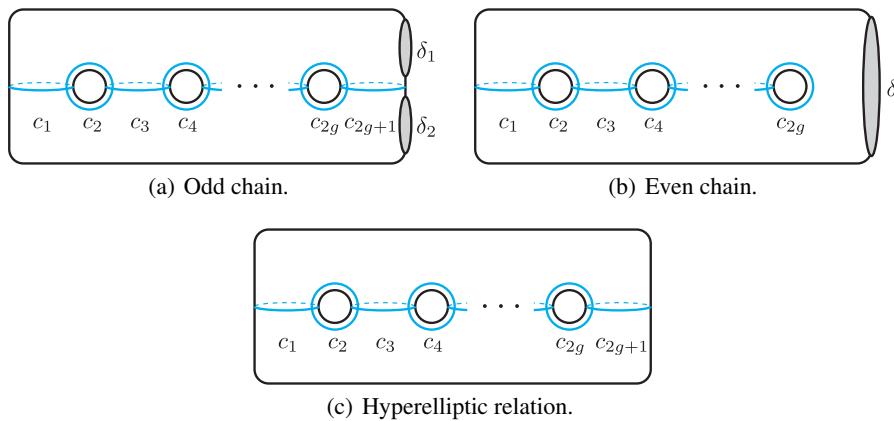 δ₁ δ₂ c₁ c₂ c₃ c₄ · · · c₂g c₂g₊₁
(a) Odd chain.
δ c₁ c₂ c₃ c₄ · · · c₂g
(b) Even chain.
c₁ c₂ c₃ c₄ · · · c₂g c₂g₊₁
(c) Hyperelliptic relation.